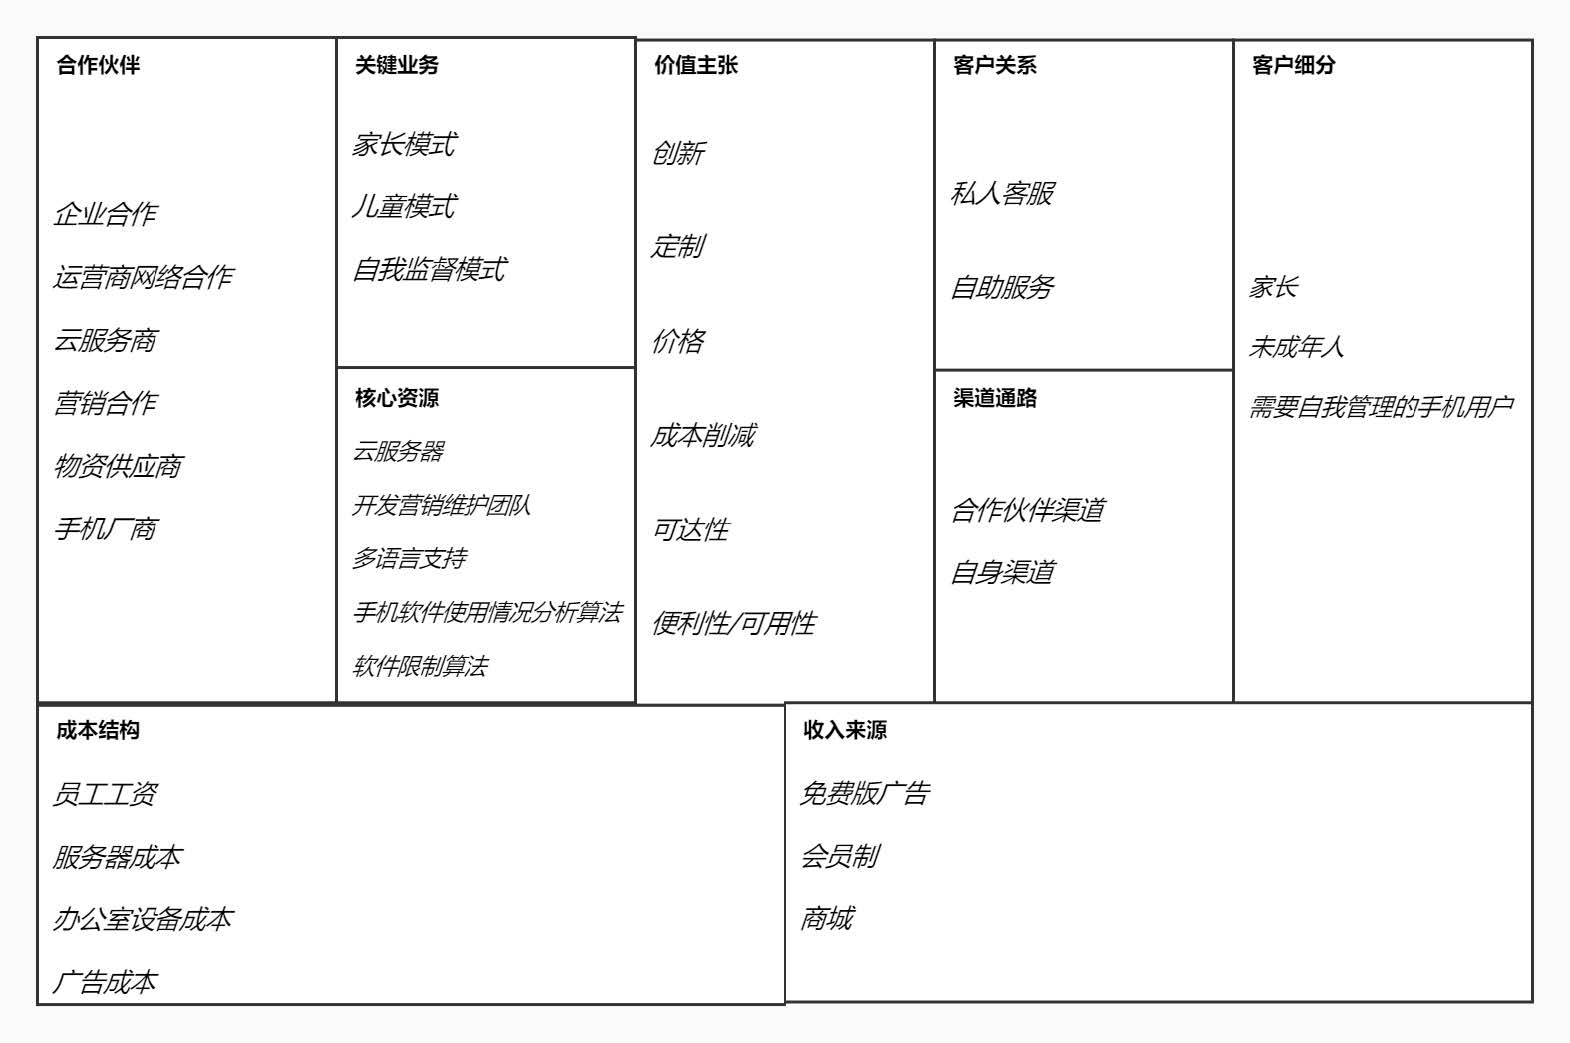 合作伙伴
企业合作
运营商网络合作
云服务商
营销合作
物资供应商
手机厂商
关键业务
家长模式
儿童模式
自我监督模式
核心资源
云服务器
开发营销维护团队
多语言支持
手机软件使用情况分析算法
软件限制算法
价值主张
创新
定制
价格
成本削减
可达性
便利性/可用性
客户关系
私人客服
自助服务
渠道通路
合作伙伴渠道
自身渠道
客户细分
家长
未成年人
需要自我管理的手机用户
成本结构
员工工资
服务器成本
办公室设备成本
广告成本
收入来源
免费版广告
会员制
商城